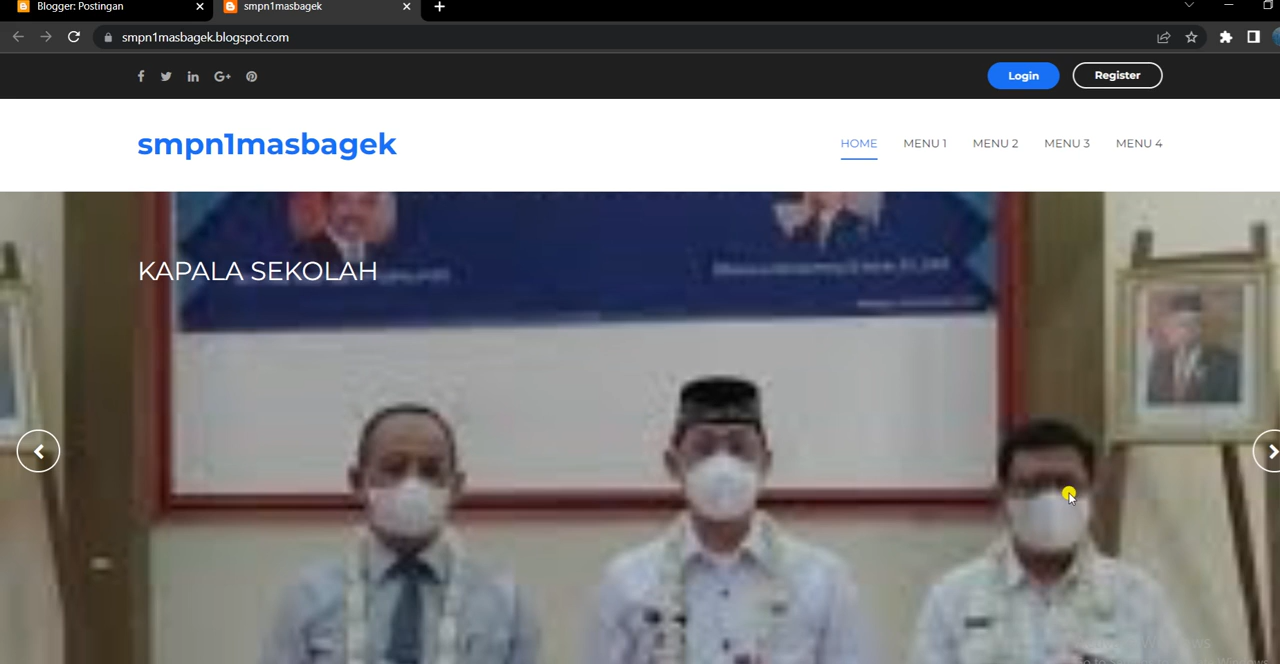 Blogger: Postingan
smpn1masbagek
smpn1masbagek.blogspot.com
Login
Register
smpn1masbagek
HOME
MENU 1
MENU 2
MENU 3
MENU 4
KAPALA SEKOLAH